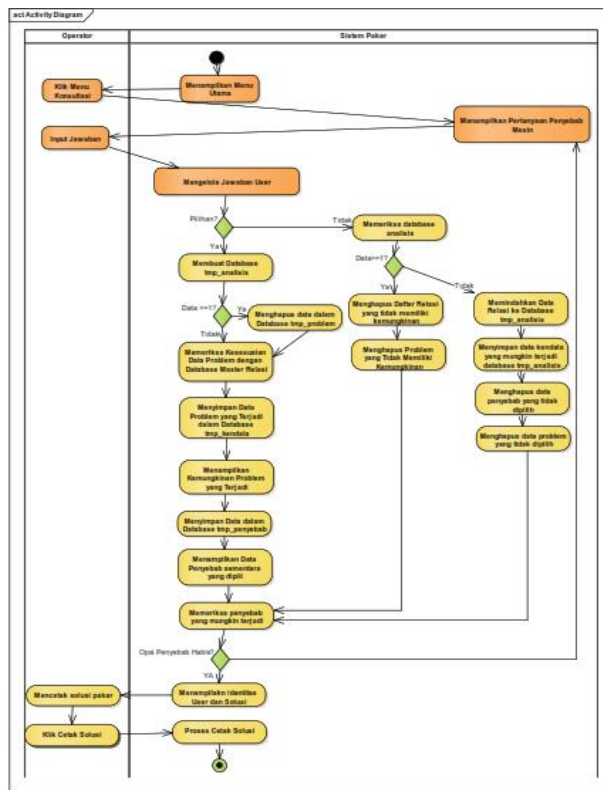 act Activity Diagram
Operator
Sistem Pakar
Menampilkan Menu
Utama
Klik Menu
Konsultasi
Menampilkan Pertanyaan Penyebab
Mesin
Input Jawaban
Mengelola Jawaban User
Pilihan?
Tidak
Memeriksa database
analisis
Ya
Membuat Database
tmp_analisis
Data>=1?
Tidak
Ya
Data >=1?
Ya
Menghapus data dalam
Database tmp_problem
Tidak
Menghapus Daftar Relasi
yang tidak memiliki
kemungkinan
Memindahkan Data
Relasi ke Database
tmp_analisis
Memeriksa Kesesuaian
Data Problem dengan
Database Master Relasi
Menghapus Problem
yang Tidak Memiliki
Kemungkinan
Menyimpan data kendala
yang mungkin terjadi
database tmp_analisis
Menghapus data
penyebab yang tidak
dipilih
Menyimpan Data
Problem yang Terjadi
dalam Database
tmp_kendala
Menghapus data problem
yang tidak dipilih
Menampilkan
Kemungkinan Problem
yang Terjadi
Menyimpan Data dalam
Database tmp_penyebab
Menampilkan Data
Penyebab sementara
yang dipili
Memeriksa penyebab
yang mungkin terjadi
Opsi Penyebab Habis?
YA
Mencetak solusi pakar
Menampilakn identitas
User dan Solusi
Klik Cetak Solusi
Proses Cetak Solusi